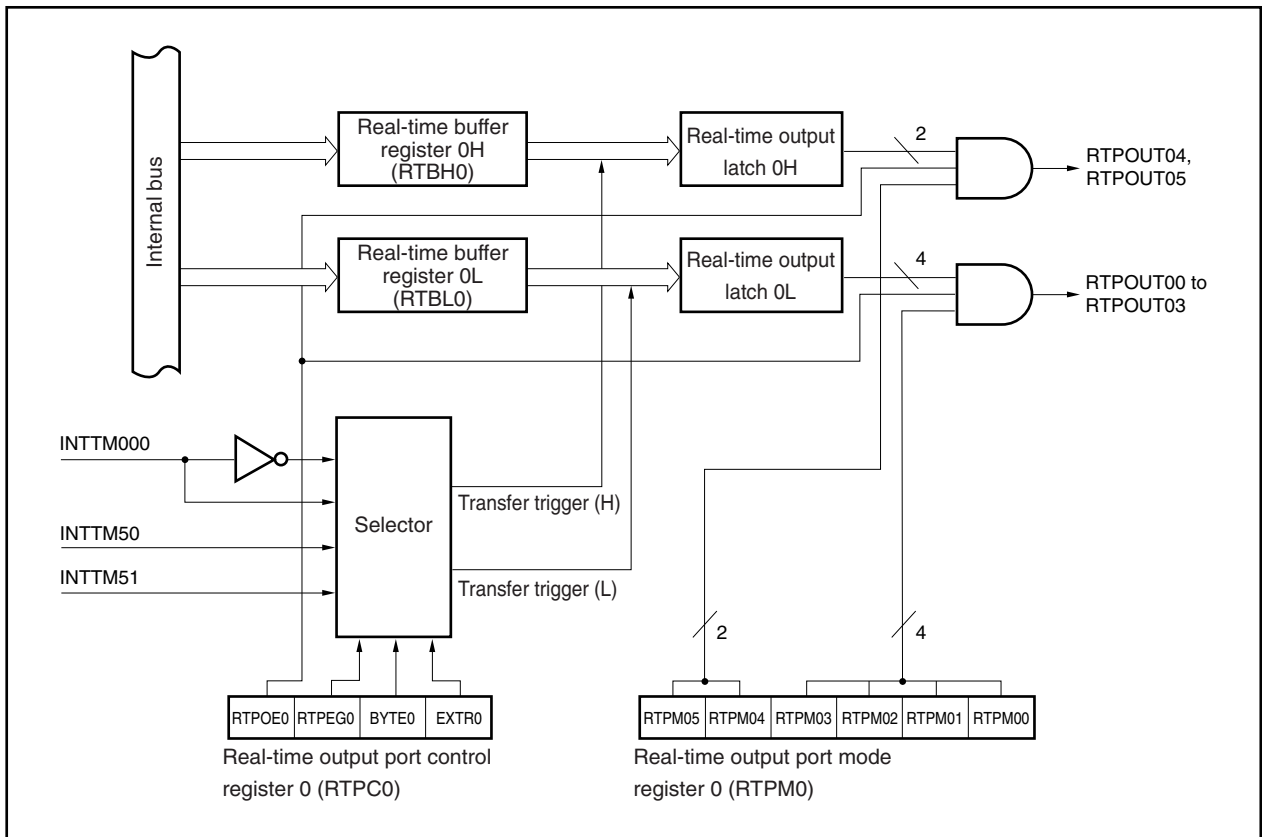 Internal bus
Real-time buffer
register 0H
(RTBH0)
Real-time output
latch 0H
2
RTPOUT04,
RTPOUT05
Real-time buffer
register 0L
(RTBL0)
Real-time output
latch 0L
4
RTPOUT00 to
RTPOUT03
INTTM000
INTTM50
INTTM51
Selector
Transfer trigger (H)
Transfer trigger (L)
2
4
RTPOE0 RTPEG0 BYTE0 EXTR0
Real-time output port control
register 0 (RTPC0)
RTPM05 RTPM04 RTPM03 RTPM02 RTPM01 RTPM00
Real-time output port mode
register 0 (RTPM0)